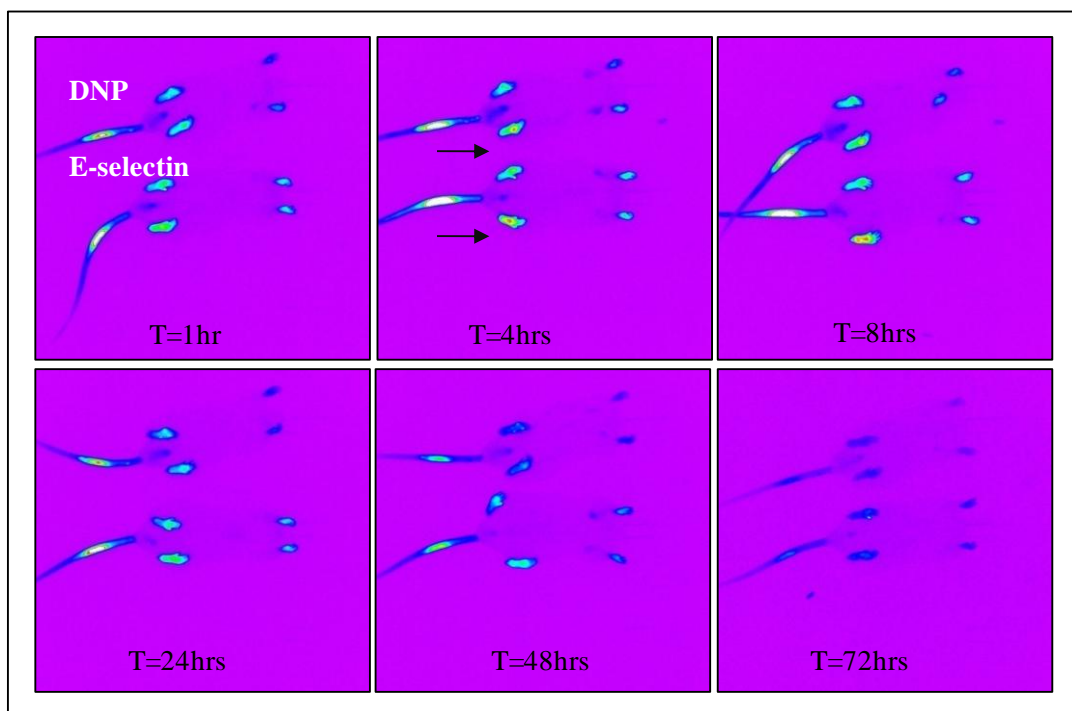 DNP
E-selectin
T=1hr
T=4hrs
T=8hrs
T=24hrs
T=48hrs
T=72hrs